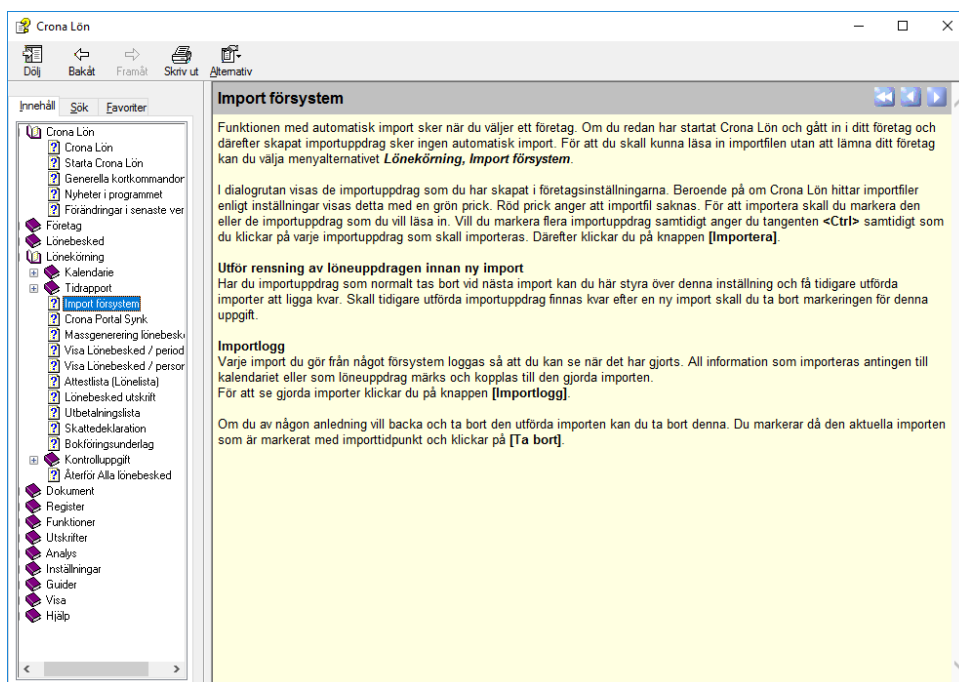 Crona Lön
Dölj Bakåt Framåt Skriv ut Alternativ
Innehåll Sök Favoriter
Crona Lön
Crona Lön
Starta Crona Lön
Generella kortkommandor
Nyheter i programmet
Förändringar i senaste ver
Företag
Lönebesked
Lönekörning
Kalendarie
Tidrapport
Import försystem
Crona Portal Synk
Massgenerering lönebesk
Visa Lönebesked / period
Visa Lönebesked / person
Attestlista (Lönelista)
Lönebesked utskrift
Utbetalningslista
Skattedeklaration
Bokföringsunderlag
Kontrolluppgift
Återför Alla lönebesked
Dokument
Register
Funktioner
Utskrifter
Analys
Inställningar
Guider
Visa
Hjälp
Import försystem
Funktionen med automatisk import sker när du väljer ett företag. Om du redan har startat Crona Lön och gått in i ditt företag och
därefter skapat importuppdrag sker ingen automatisk import. För att du skall kunna läsa in importfilen utan att lämna ditt företag
kan du välja menyalternativet Lönekörning, Import försystem.
I dialogrutan visas de importuppdrag som du har skapat i företagsinställningarna. Beroende på om Crona Lön hittar importfiler
enligt inställningar visas detta med en grön prick. Röd prick anger att importfil saknas. För att importera skall du markera den
eller de importuppdrag som du vill läsa in. Vill du markera flera importuppdrag samtidigt anger du tangenten <Ctrl> samtidigt som
du klickar på varje importuppdrag som skall importeras. Därefter klickar du på knappen [Importera].
Utför rensning av löneuppdragen innan ny import
Har du importuppdrag som normalt tas bort vid nästa import kan du här styra över denna inställning och få tidigare utförda
importer att ligga kvar. Skall tidigare utförda importuppdrag finnas kvar efter en ny import skall du ta bort markeringen för denna
uppgift.
Importlogg
Varje import du gör från något försystem loggas så att du kan se när det har gjorts. All information som importeras antingen till
kalendariet eller som löneuppdrag märks och kopplas till den gjorda importen.
För att se gjorda importer klickar du på knappen [Importlogg].
Om du av någon anledning vill backa och ta bort den utförda importen kan du ta bort denna. Du markerar då den aktuella importen
som är markerat med importtidpunkt och klickar på [Ta bort].